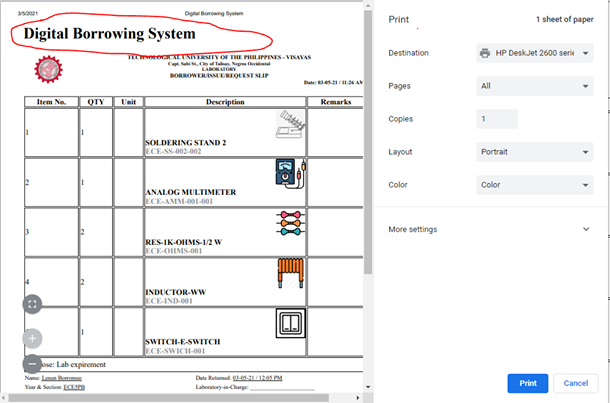 3/5/2021 Digital Borrowing System
Digital Borrowing System
TECHNOLOGICAL UNIVERSITY OF THE PHILIPPINES - VISAYAS
Capt. Sabi St., City of Talisay, Negros Occidental
LABORATORY
BORROWER/ISSUE/REQUEST SLIP
Date: 03-05-21 / 11:26 AM
Item No. QTY Unit Description Remarks
1 1 SOLDERING STAND 2
ECE-SS-002-002
2 1 ANALOG MULTIMETER
ECE-AMM-001-001
3 2 RES-1K-OHMS-1/2 W
ECE-OHMS-001
4 2 INDUCTOR-WW
ECE-IND-001
1 SWITCH-E-SWITCH
ECE-SWICH-001
ose: Lab expirement
Name: Lenun Borromeo Date Returned: 03-05-21 / 12:05 PM
Year & Section: ECE5PB Laboratory-in-Charge:
Print 1 sheet of paper
Destination HP DeskJet 2600 serie
Pages All
Copies 1
Layout Portrait
Color Color
More settings
Print Cancel